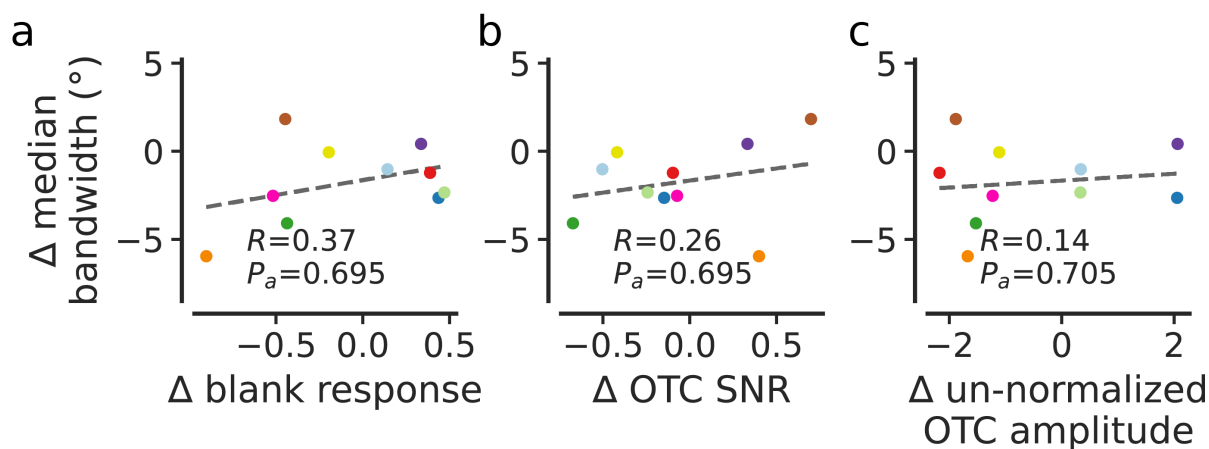 a
b
c
Δ median
bandwidth (°)
5
0
−5
R=0.37
Pa=0.695
−0.5
0.0
0.5
Δ blank response
5
0
−5
R=0.26
Pa=0.695
−0.5
0.0
0.5
Δ OTC SNR
5
0
−5
R=0.14
Pa=0.705
−2
0
2
Δ un-normalized
OTC amplitude